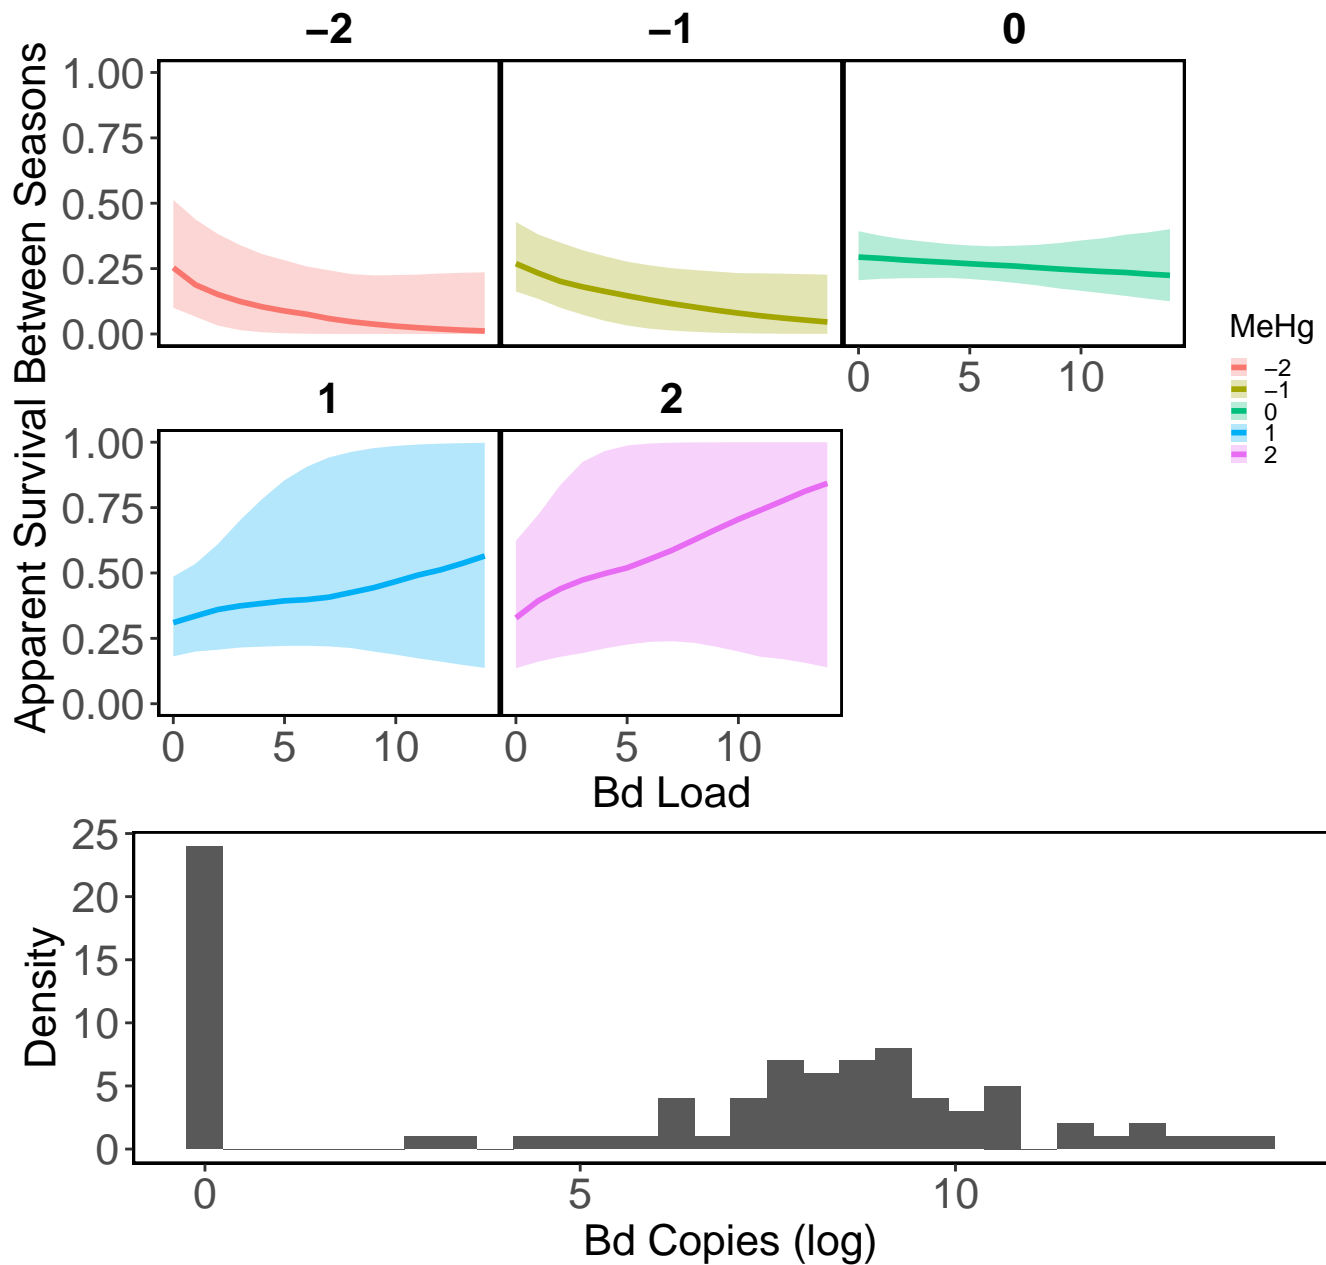 −2 −1 0
Apparent Survival Between Seasons
1.00
0.75
0.50
0.25
0.00
0 5 10
MeHg
−2
−1
0
1
2
1 2
1.00
0.75
0.50
0.25
0.00
0 5 10 0 5 10
Bd Load
Density
25
20
15
10
5
0
0 5 10
Bd Copies (log)